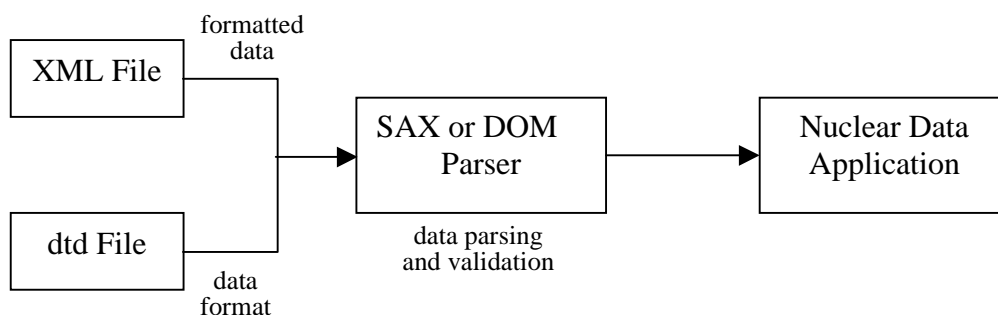 formatted
data
XML File
SAX or DOM
Parser
Nuclear Data
Application
dtd File
data parsing
and validation
data
format